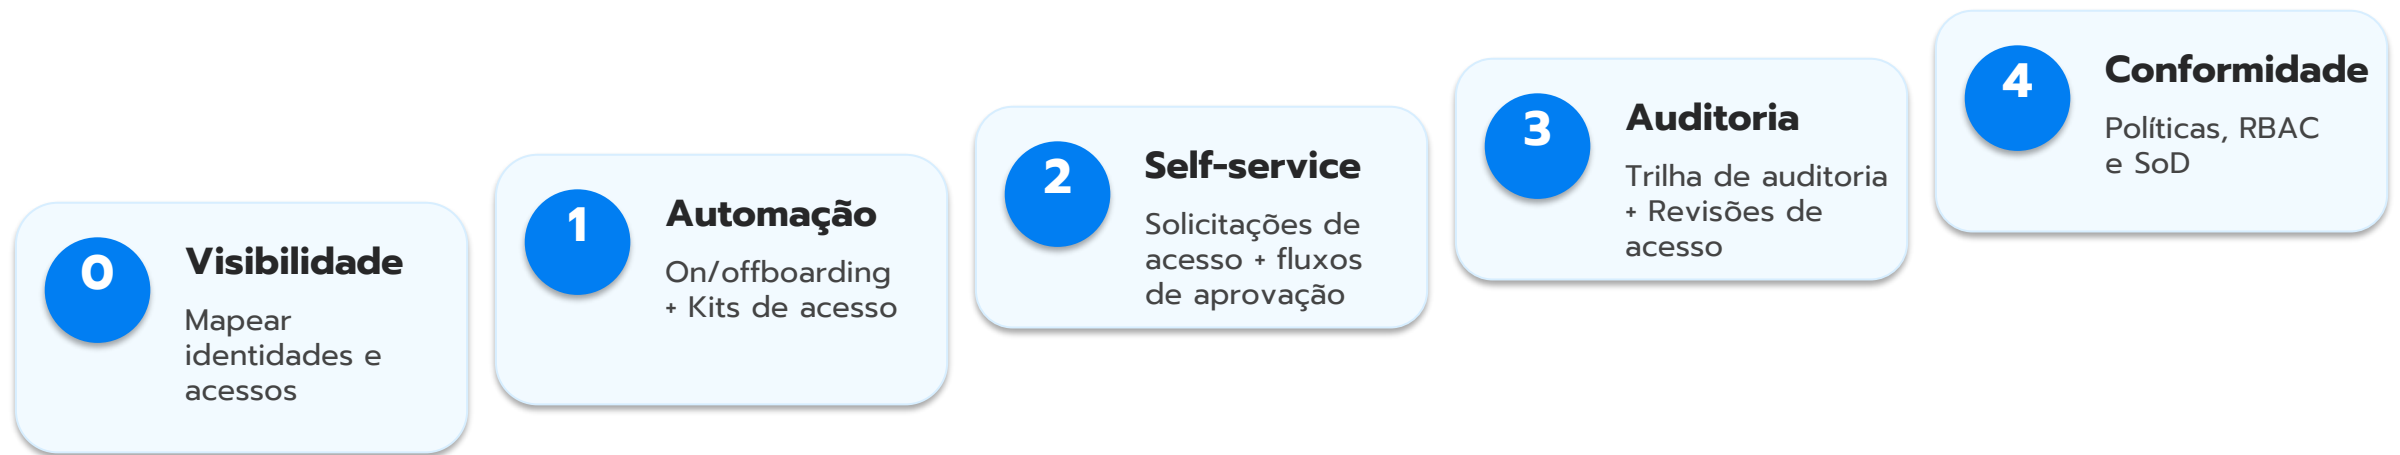 0
Visibilidade
Mapear
identidades e
acessos
1
Automação
On/offboarding
+ Kits de acesso
2
Self-service
Solicitações de
acesso + fluxos
de aprovação
3
Auditoria
Trilha de auditoria
+ Revisões de
acesso
4
Conformidade
Políticas, RBAC
e SoD